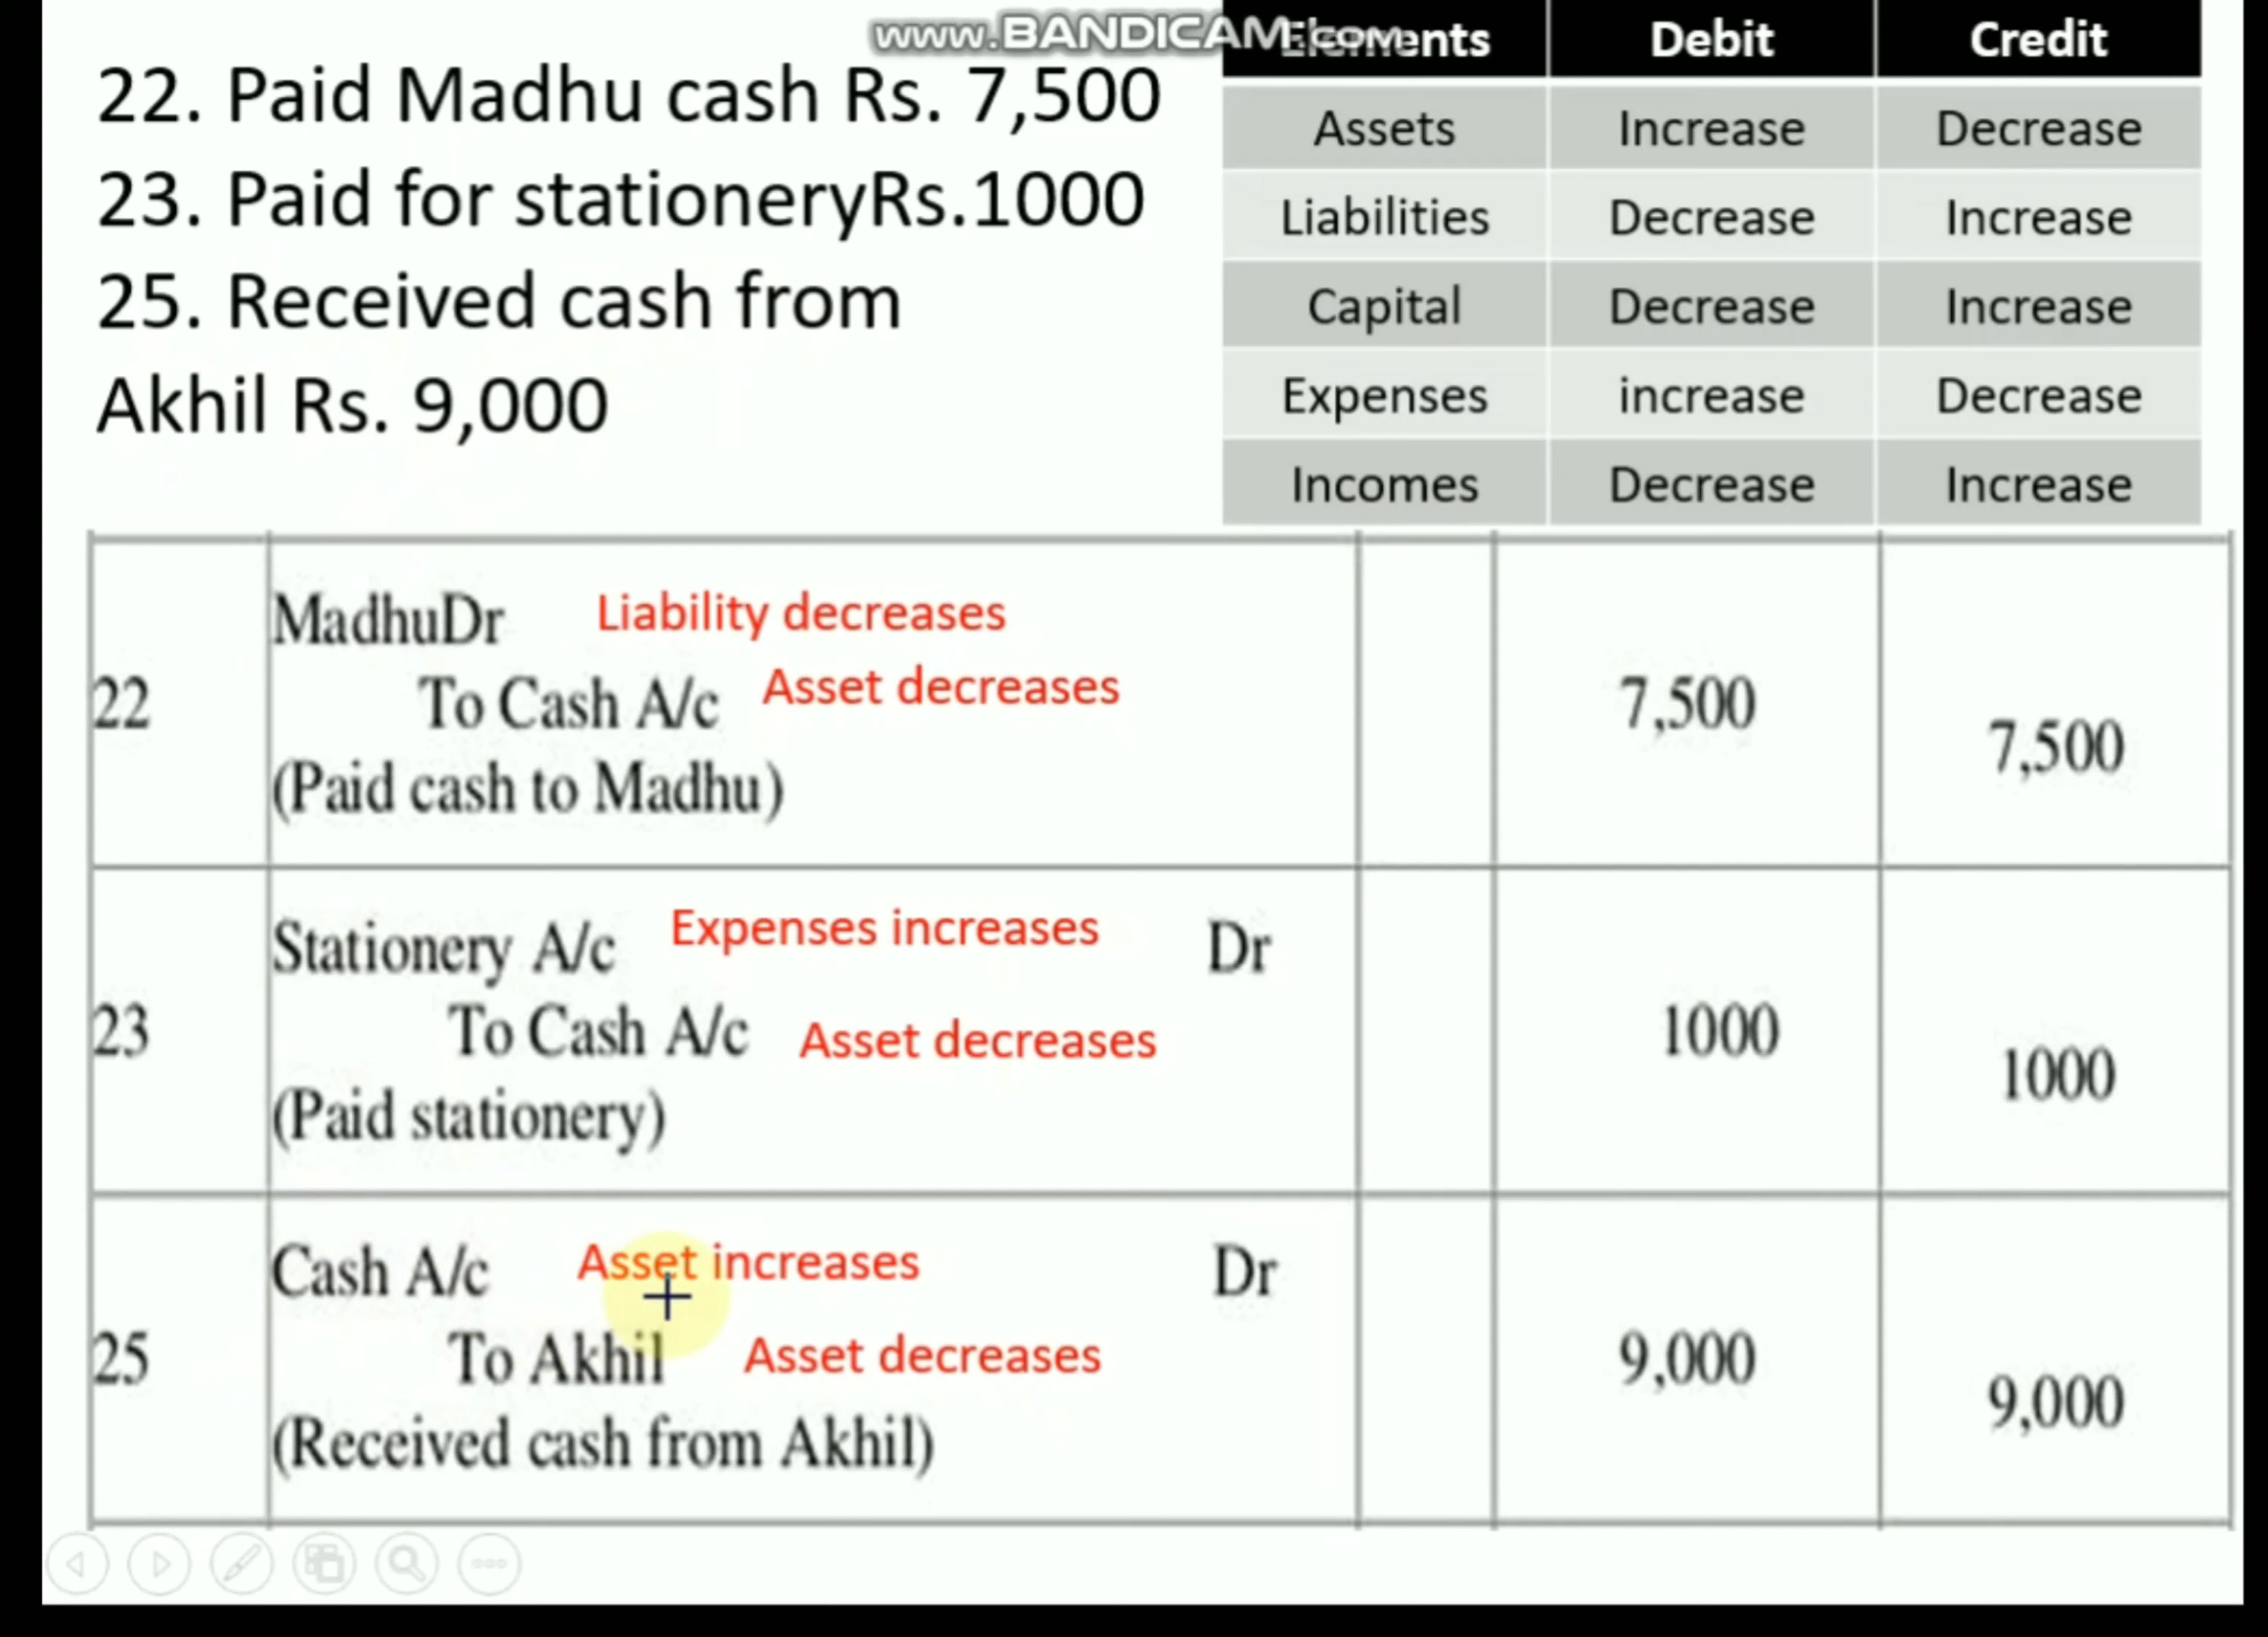 www.BANDICAM.com
22. Paid Madhu cash Rs. 7,500
23. Paid for stationeryRs.1000
25. Received cash from
Akhil Rs. 9,000
Elements Debit Credit
Assets Increase Decrease
Liabilities Decrease Increase
Capital Decrease Increase
Expenses increase Decrease
Incomes Decrease Increase
MadhuDr Liability decreases
22 To Cash A/c Asset decreases 7,500
7,500
(Paid cash to Madhu)
Stationery A/c Expenses increases Dr
23 To Cash A/c Asset decreases 1000
1000
(Paid stationery)
Cash A/c Asset increases Dr
25 To Akhil Asset decreases 9,000
9,000
(Received cash from Akhil)